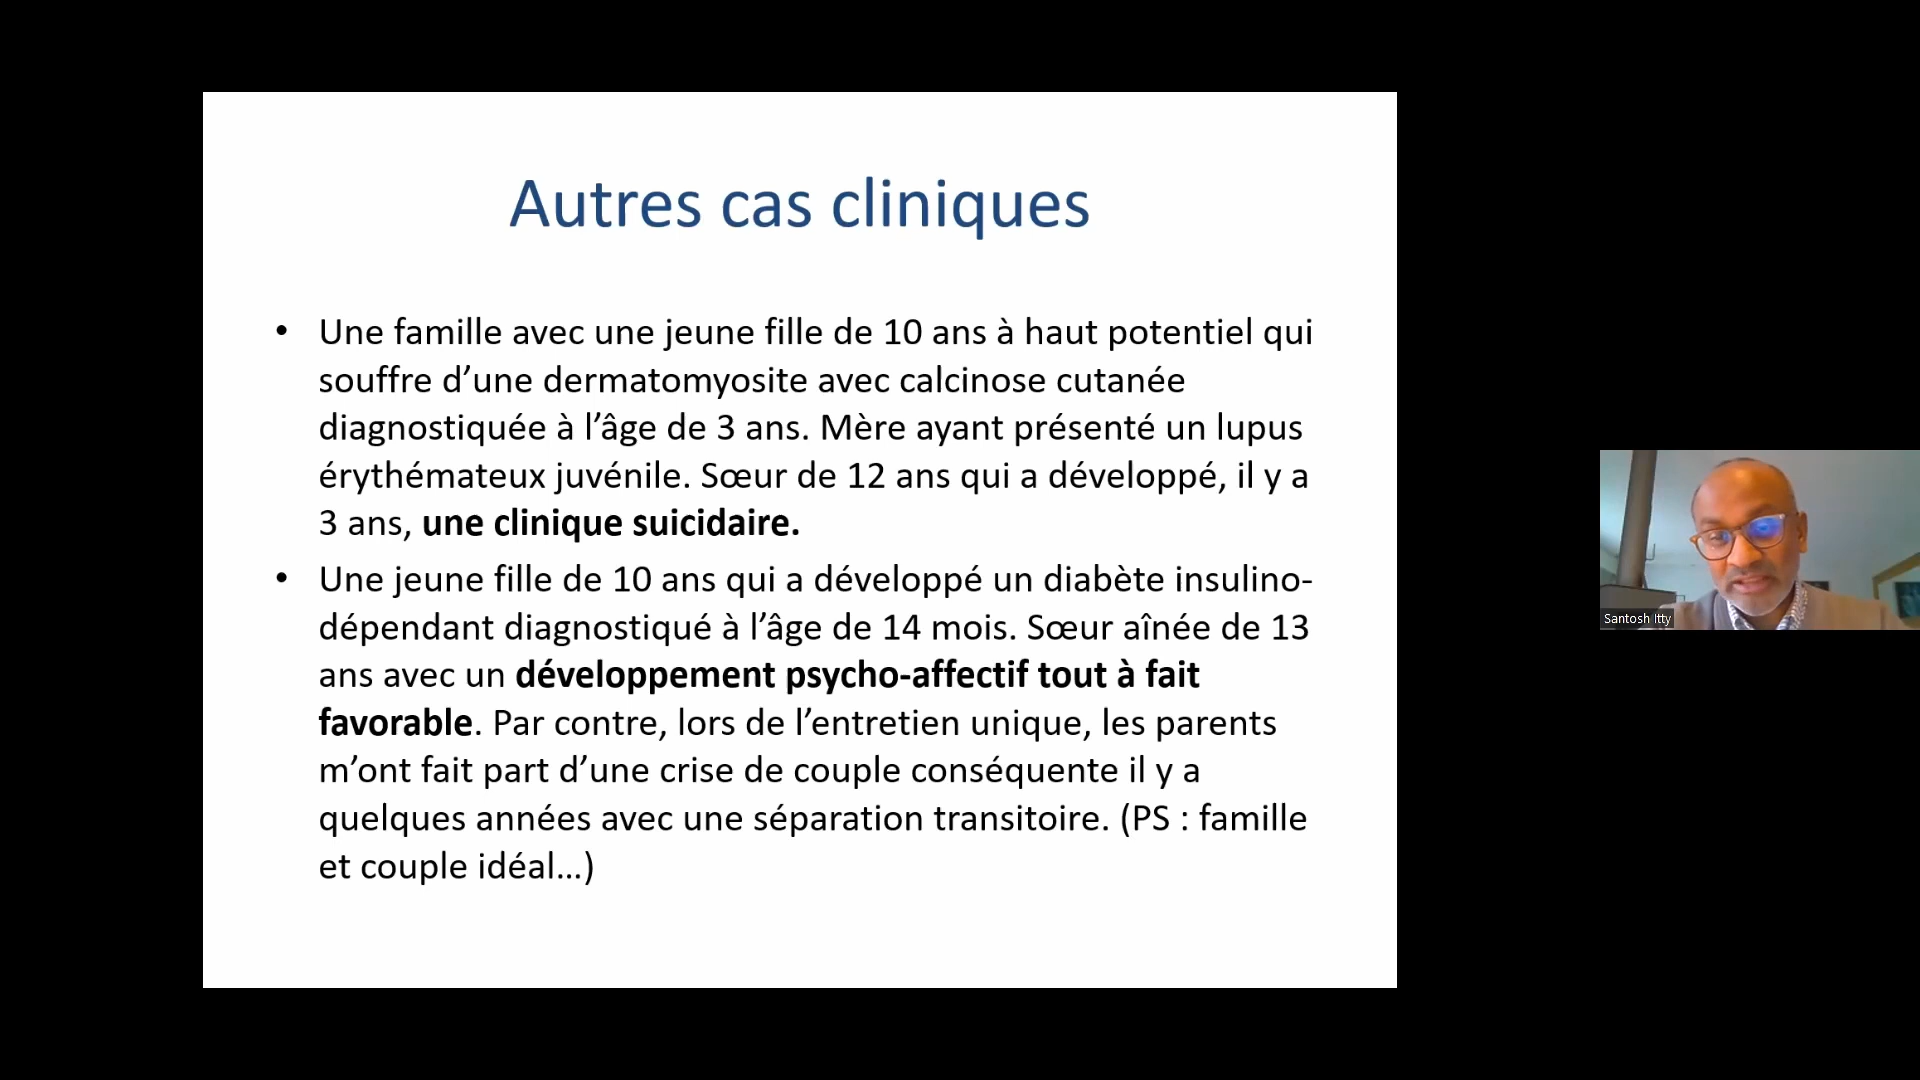 Autres cas cliniques
• Une famille avec une jeune fille de 10 ans à haut potentiel qui
souffre d’une dermatomyosite avec calcinose cutanée
diagnostiquée à l’âge de 3 ans. Mère ayant présenté un lupus
érythémateux juvénile. Sœur de 12 ans qui a développé, il y a
3 ans, une clinique suicidaire.
• Une jeune fille de 10 ans qui a développé un diabète insulino-
dépendant diagnostiqué à l’âge de 14 mois. Sœur aînée de 13
ans avec un développement psycho-affectif tout à fait
favorable. Par contre, lors de l’entretien unique, les parents
m’ont fait part d’une crise de couple conséquente il y a
quelques années avec une séparation transitoire. (PS : famille
et couple idéal…)
Santosh Itty